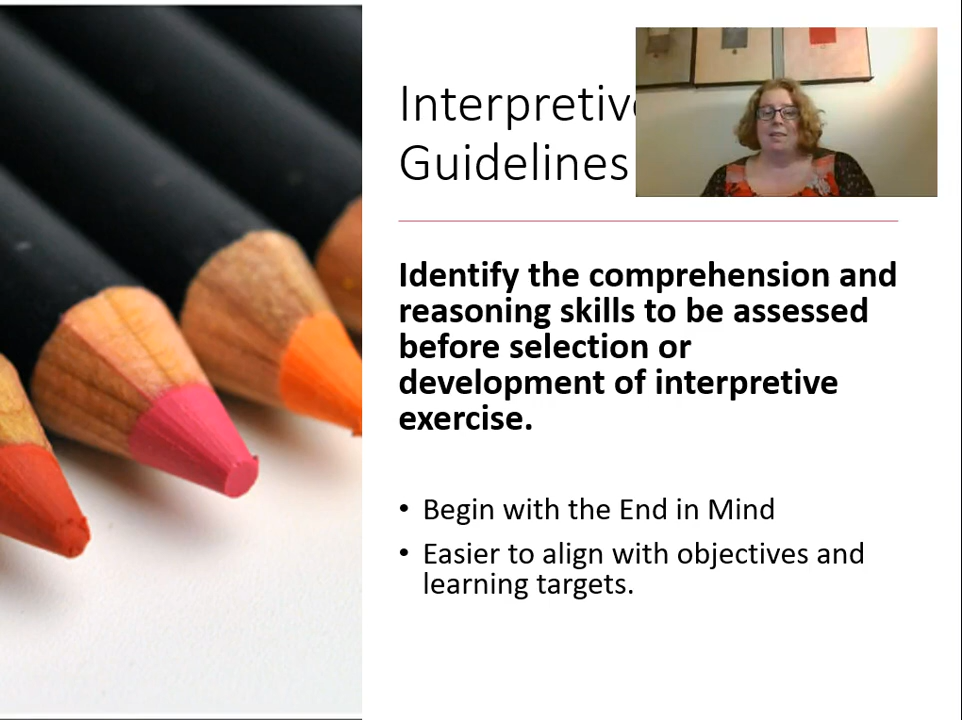 Interpretive
Guidelines
Identify the comprehension and
reasoning skills to be assessed
before selection or
development of interpretive
exercise.
• Begin with the End in Mind
• Easier to align with objectives and
learning targets.